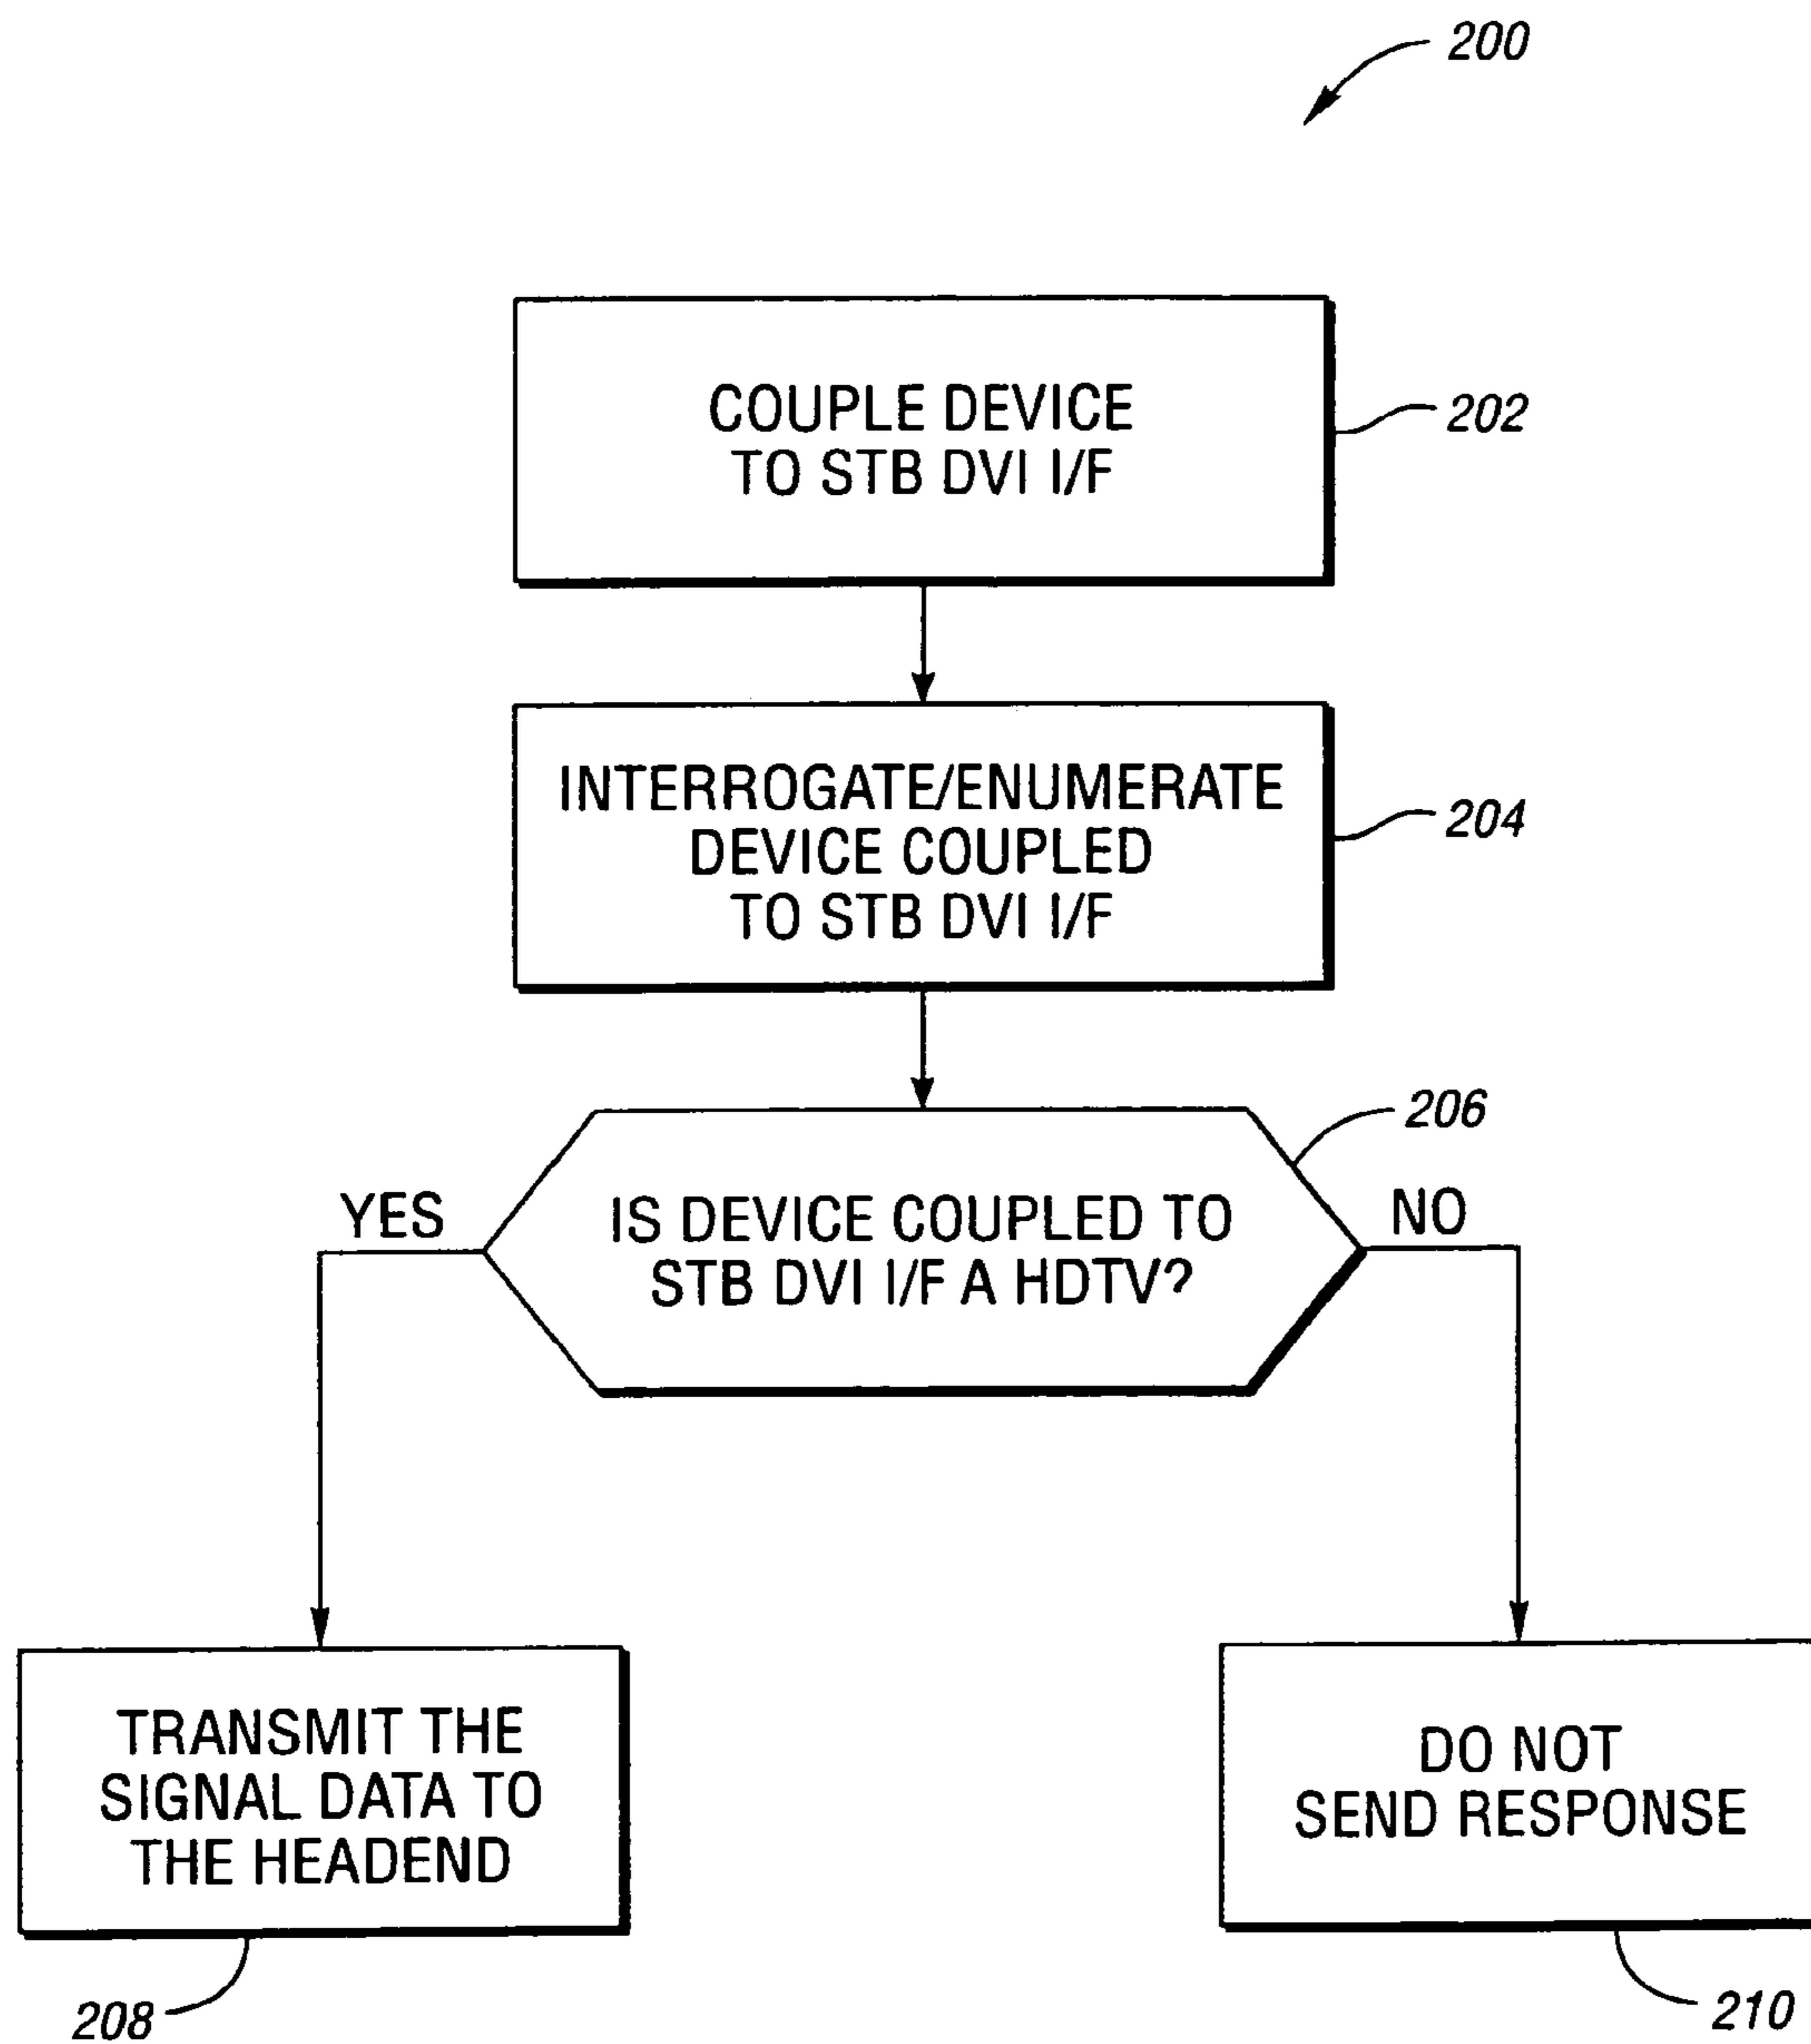 200
COUPLE DEVICE
TO STB DVI I/F
202
INTERROGATE/ENUMERATE
DEVICE COUPLED
TO STB DVI I/F
204
206
YES
IS DEVICE COUPLED TO
STB DVI I/F A HDTV?
NO
TRANSMIT THE
SIGNAL DATA TO
THE HEADEND
208
DO NOT
SEND RESPONSE
210